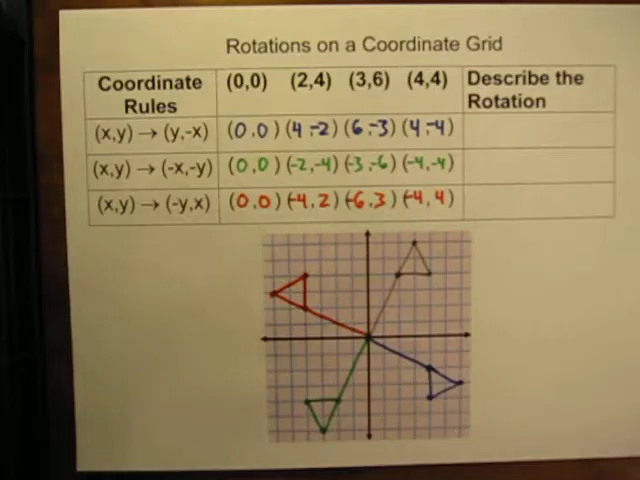 Rotations on a Coordinate Grid
Coordinate Rules (0,0) (2,4) (3,6) (4,4) Describe the Rotation
(x,y) → (y,-x) (0,0) (4,-2) (6,-3) (4,-4)
(x,y) → (-x,-y) (0,0) (-2,-4) (-3,-6) (-4,-4)
(x,y) → (-y,x) (0,0) (-4,2) (-6,3) (-4,4)